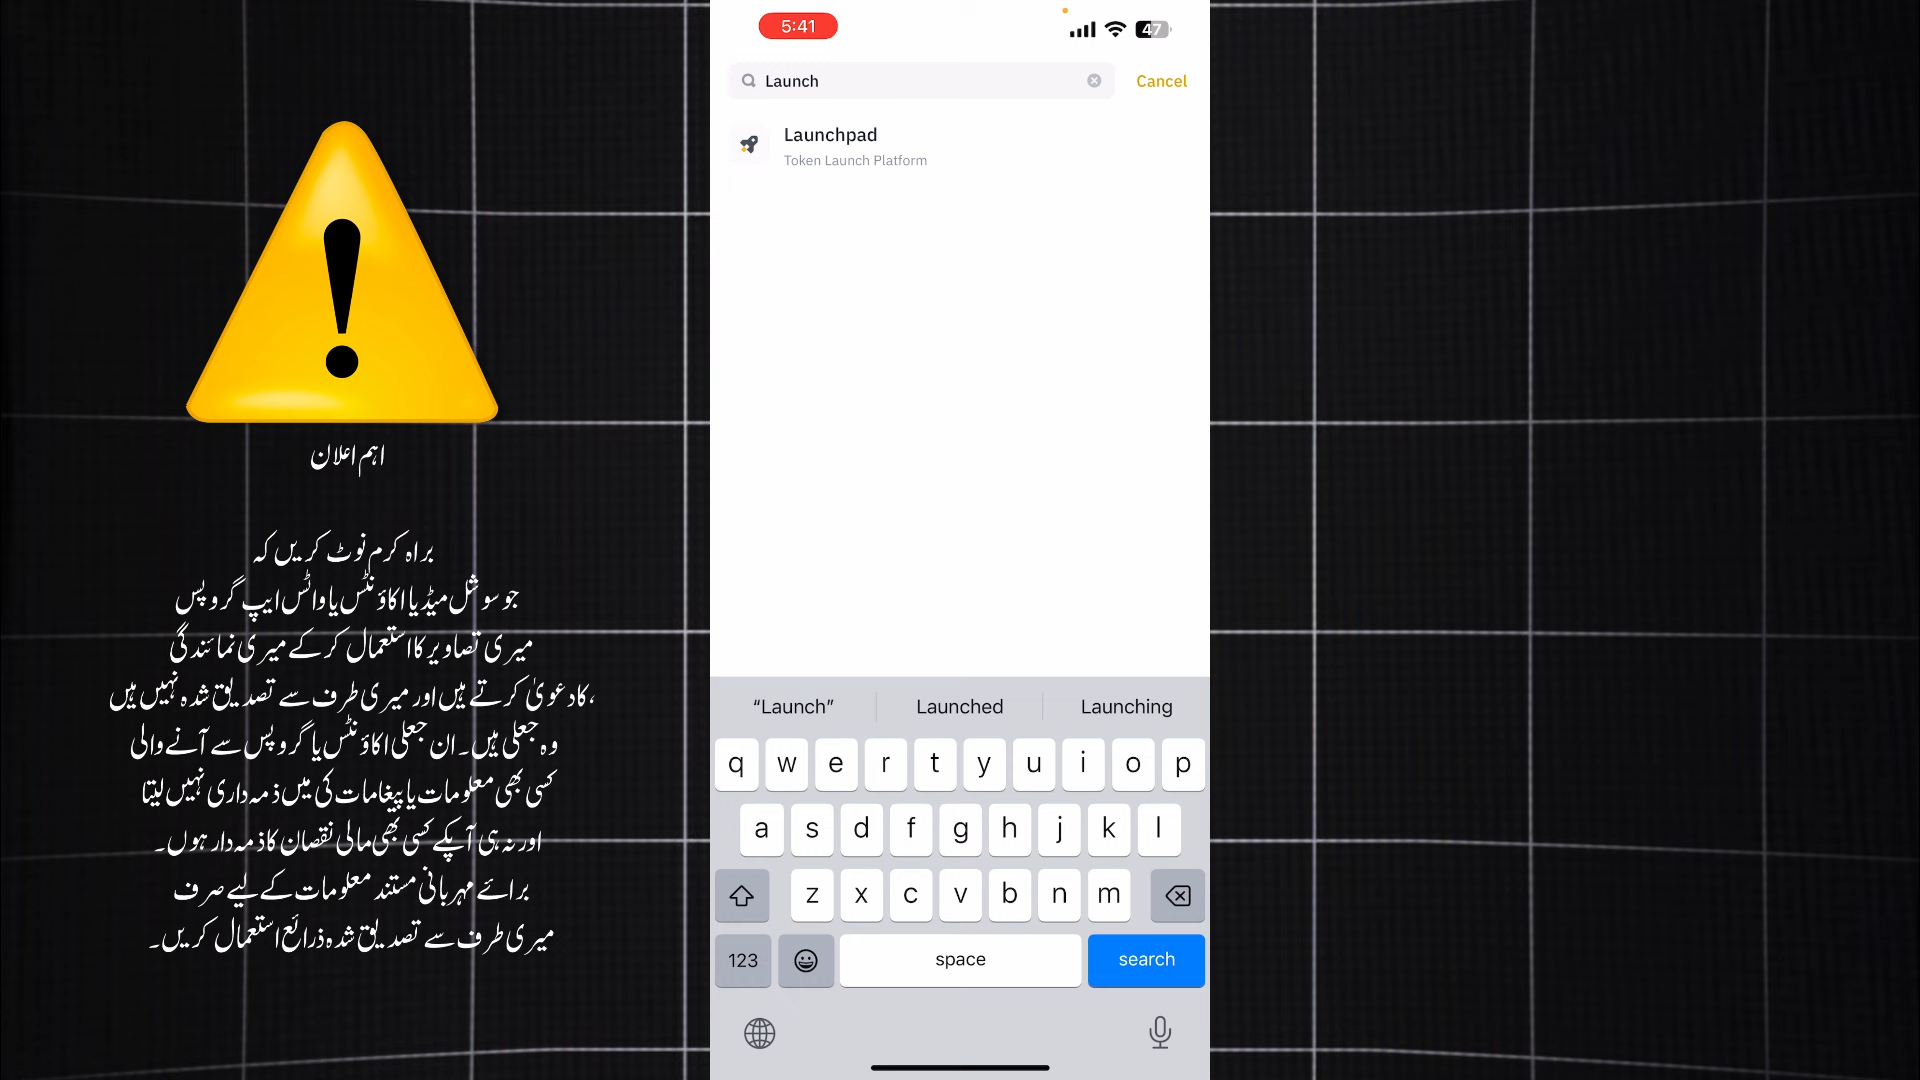 اہم اعلان
براہ کرم نوٹ کریں کہ
جو سوشل میڈیا اکاؤنٹس یا واٹس ایپ گروپس
میری تصاویر کا استعمال کر کے میری نمائندگی
کا دعویٰ کرتے ہیں اور میری طرف سے تصدیق شدہ نہیں ہیں،
وہ جعلی ہیں۔ ان جعلی اکاؤنٹس یا گروپس سے آنے والی
کسی بھی معلومات یا پیغامات کی میں ذمہ داری نہیں لیتا
اور نہ ہی آپکے کسی بھی مالی نقصان کا ذمہ دار ہوں۔
برائے مہربانی مستند معلومات کے لیے صرف
میری طرف سے تصدیق شدہ ذرائع استعمال کریں۔
5:41
47
Launch
Cancel
Launchpad
Token Launch Platform
“Launch” Launched Launching
q w e r t y u i o p
a s d f g h j k l
z x c v b n m
123 space search